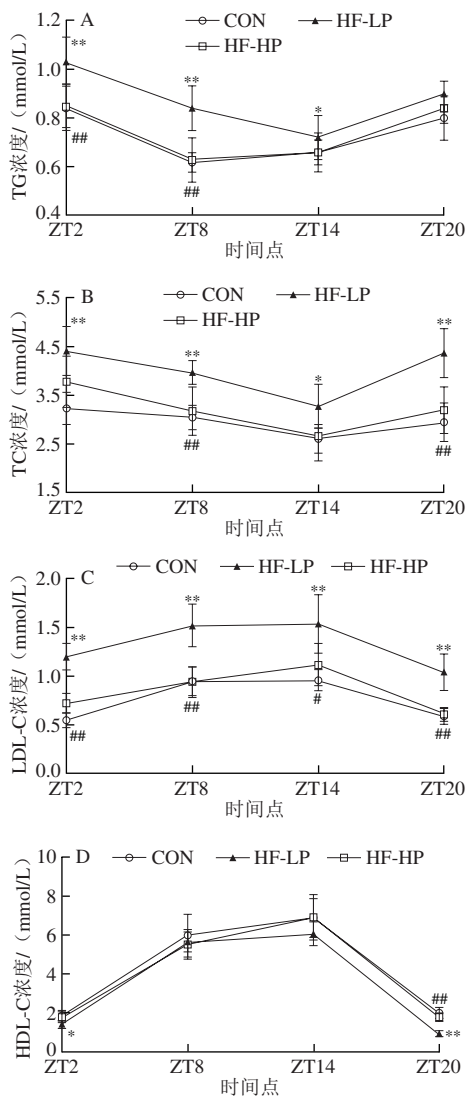 A
CON
HF-LP
HF-HP
1.2
1.0
0.8
0.6
0.4
TG浓度/（mmol/L）
**
**
*
##
##
ZT2
ZT8
ZT14
ZT20
时间点
B
CON
HF-LP
HF-HP
5.5
4.5
3.5
2.5
1.5
TC浓度/（mmol/L）
**
**
*
**
##
##
ZT2
ZT8
ZT14
ZT20
时间点
C
CON
HF-LP
HF-HP
2.0
1.5
1.0
0.5
0.0
LDL-C浓度/（mmol/L）
**
**
**
**
##
##
#
##
ZT2
ZT8
ZT14
ZT20
时间点
D
CON
HF-LP
HF-HP
10
8
6
4
2
0
HDL-C浓度/（mmol/L）
*
##
**
ZT2
ZT8
ZT14
ZT20
时间点